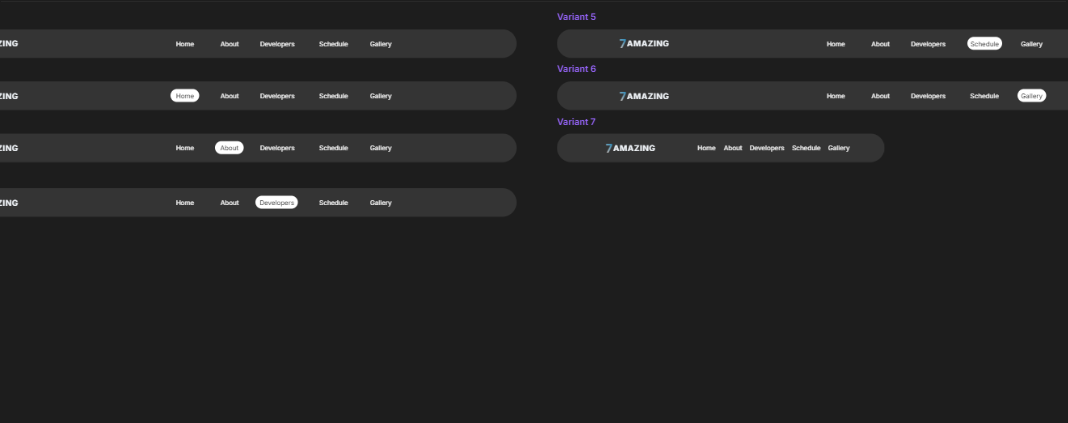 ZING Home About Developers Schedule Gallery
ZING Home About Developers Schedule Gallery
ZING Home About Developers Schedule Gallery
ZING Home About Developers Schedule Gallery
Variant 5
7AMAZING Home About Developers Schedule Gallery
Variant 6
7AMAZING Home About Developers Schedule Gallery
Variant 7
7AMAZING Home About Developers Schedule Gallery